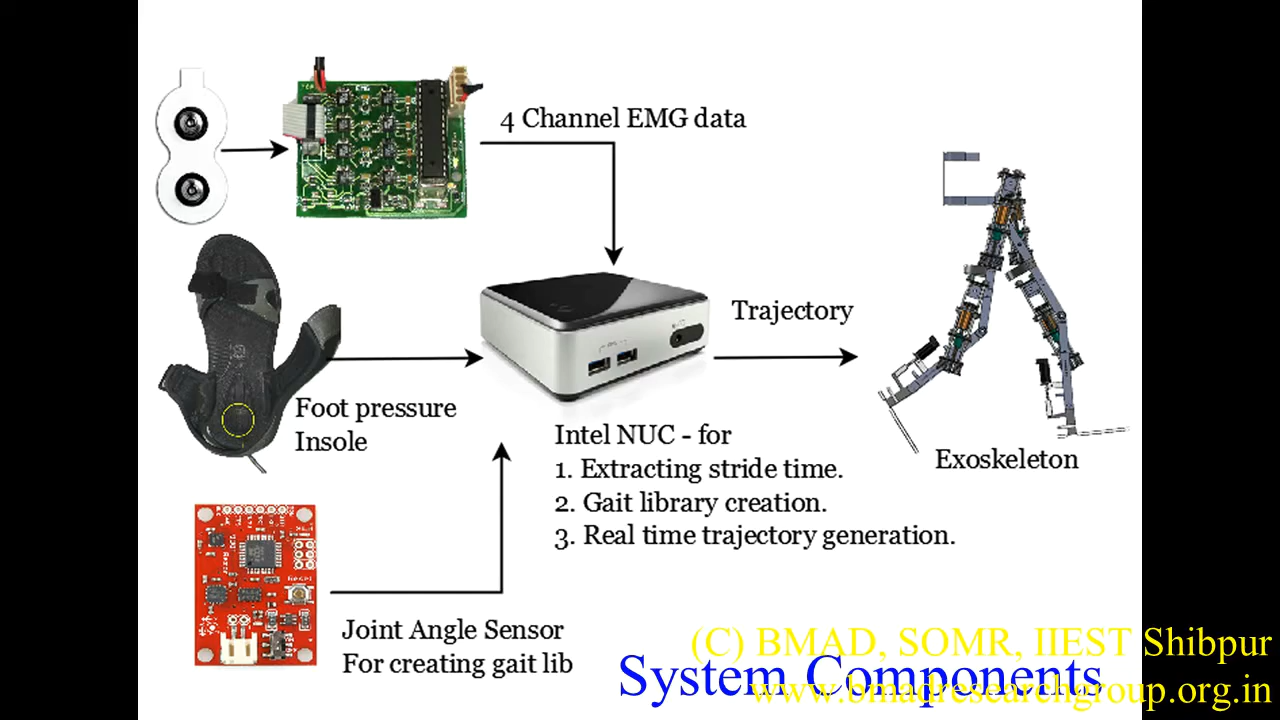 4 Channel EMG data
Trajectory
Foot pressure
Insole
Intel NUC - for
1. Extracting stride time.
2. Gait library creation.
3. Real time trajectory generation.
Exoskeleton
Joint Angle Sensor
For creating gait lib
(C) BMAD, SOMR, IIEST Shibpur
System Components
www.bmadresearchgroup.org.in